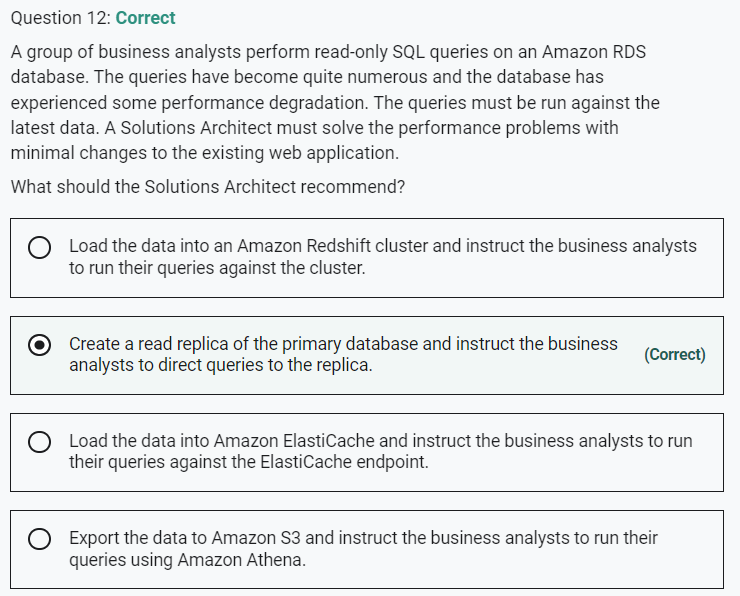 Question 12: Correct
A group of business analysts perform read-only SQL queries on an Amazon RDS
database. The queries have become quite numerous and the database has
experienced some performance degradation. The queries must be run against the
latest data. A Solutions Architect must solve the performance problems with
minimal changes to the existing web application.
What should the Solutions Architect recommend?
Load the data into an Amazon Redshift cluster and instruct the business analysts
to run their queries against the cluster.
Create a read replica of the primary database and instruct the business
analysts to direct queries to the replica.
(Correct)
Load the data into Amazon ElastiCache and instruct the business analysts to run
their queries against the ElastiCache endpoint.
Export the data to Amazon S3 and instruct the business analysts to run their
queries using Amazon Athena.